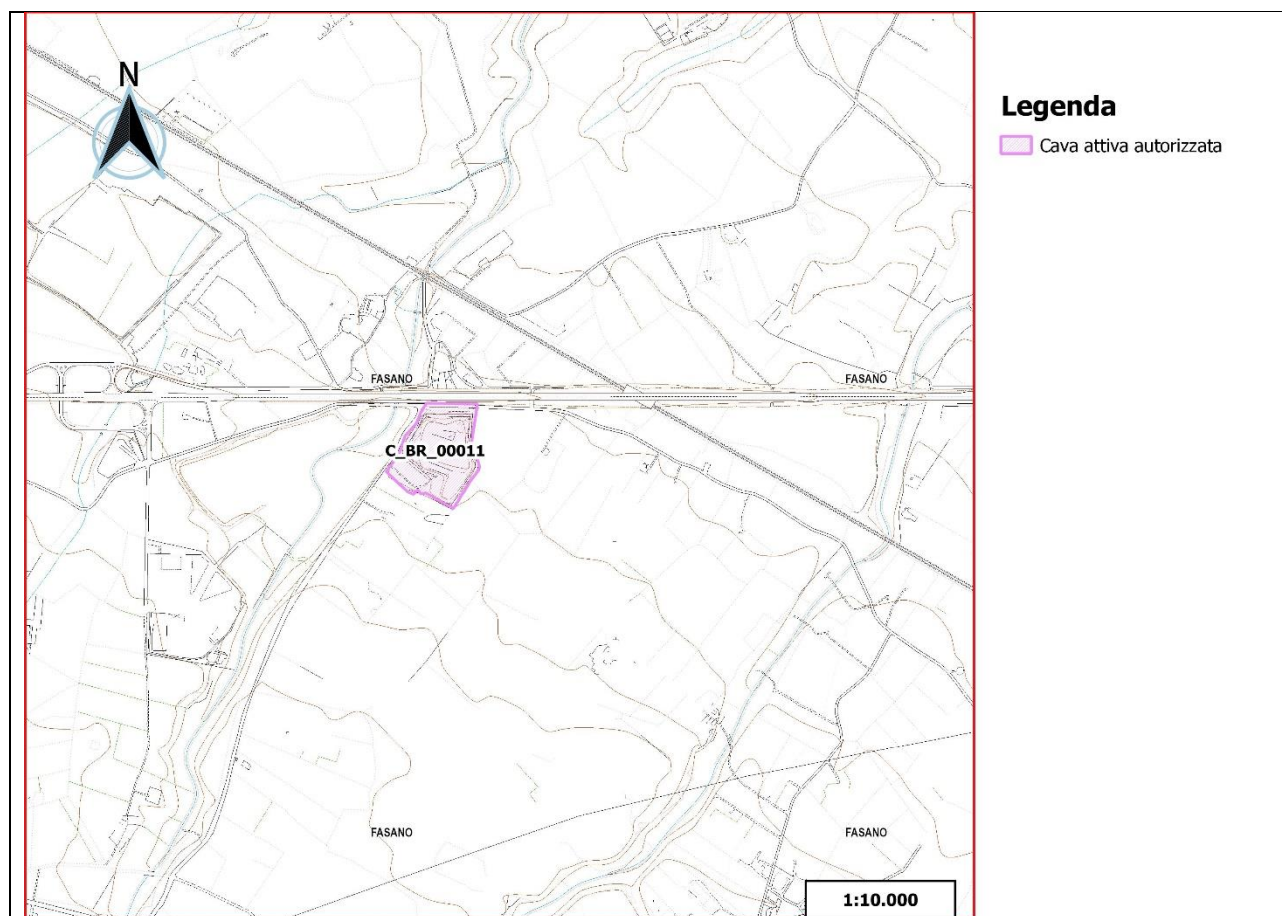 N
Legenda
Cava attiva autorizzata
FASANO
FASANO
C_BR_00011
FASANO
FASANO
1:10.000